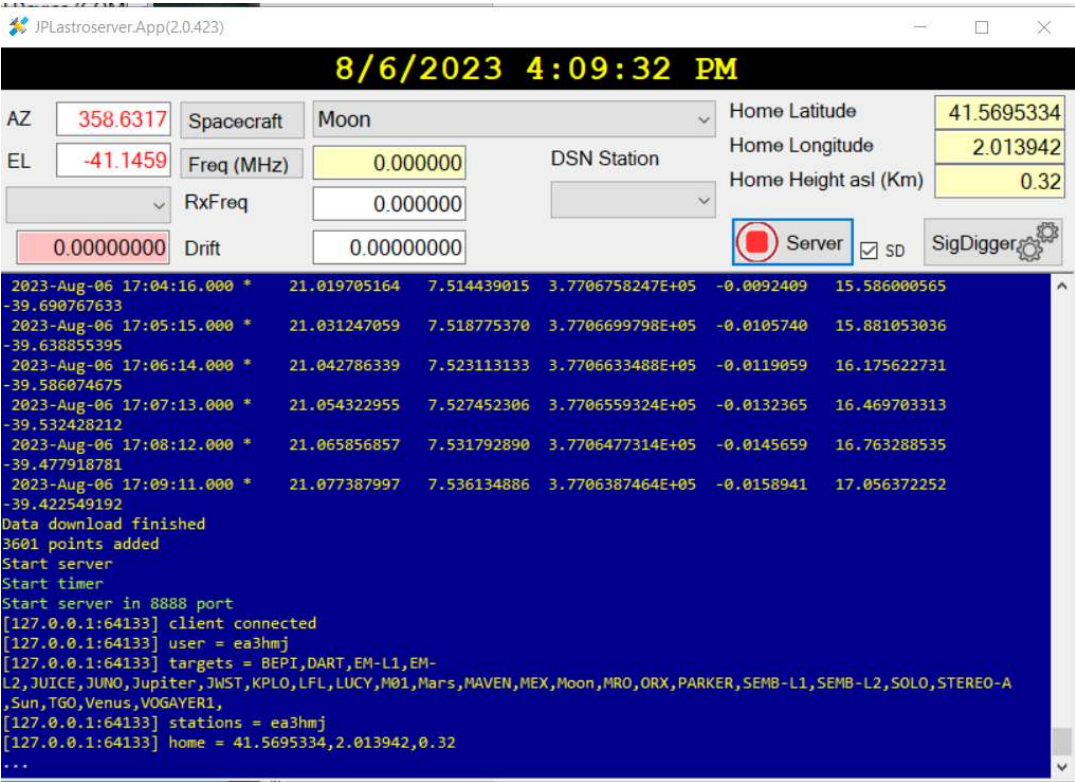 JPLastroserver.App(2.0.423)
8/6/2023 4:09:32 PM
AZ 358.6317 Spacecraft Moon Home Latitude 41.5695334
EL -41.1459 Freq (MHz) 0.000000 DSN Station Home Longitude 2.013942
RxFreq 0.000000 Home Height asl (Km) 0.32
0.00000000 Drift 0.00000000 Server SD SigDigger
2023-Aug-06 17:04:16.000 * 21.019705164 7.514439015 3.7706758247E+05 -0.0092409 15.586000565
-39.690767633
2023-Aug-06 17:05:15.000 * 21.031247059 7.518775370 3.7706699798E+05 -0.0105740 15.881053036
-39.638855395
2023-Aug-06 17:06:14.000 * 21.042786339 7.523113133 3.7706633488E+05 -0.0119059 16.175622731
-39.586074675
2023-Aug-06 17:07:13.000 * 21.054322955 7.527452306 3.7706559324E+05 -0.0132365 16.469703313
-39.532428212
2023-Aug-06 17:08:12.000 * 21.065856857 7.531792890 3.7706477314E+05 -0.0145659 16.763288535
-39.477918781
2023-Aug-06 17:09:11.000 * 21.077387997 7.536134886 3.7706387464E+05 -0.0158941 17.056372252
-39.422549192
Data download finished
3601 points added
Start server
Start timer
Start server in 8888 port
[127.0.0.1:64133] client connected
[127.0.0.1:64133] user = ea3hmj
[127.0.0.1:64133] targets = BEPI,DART,EM-L1,EM-
L2,JUICE,JUNO,Jupiter,JWST,KPLO,LFL,LUCY,M01,Mars,MAVEN,MEX,Moon,MRO,ORX,PARKER,SEMB-L1,SEMB-L2,SOLO,STEREO-A
,Sun,TGO,Venus,VOGAYER1,
[127.0.0.1:64133] stations = ea3hmj
[127.0.0.1:64133] home = 41.5695334,2.013942,0.32
...